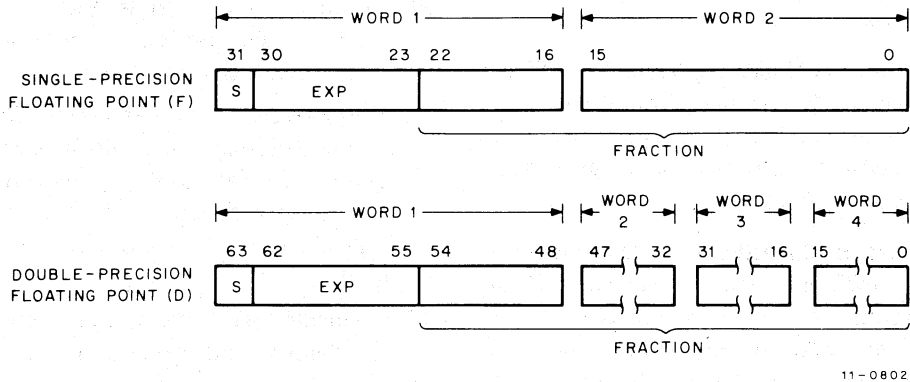 WORD 1 WORD 2
31 30 23 22 16 15 0
SINGLE-PRECISION
FLOATING POINT (F)
S EXP
FRACTION
WORD 1 WORD 2 WORD 3 WORD 4
63 62 55 54 48 47 32 31 16 15 0
DOUBLE-PRECISION
FLOATING POINT (D)
S EXP
FRACTION
11-0802